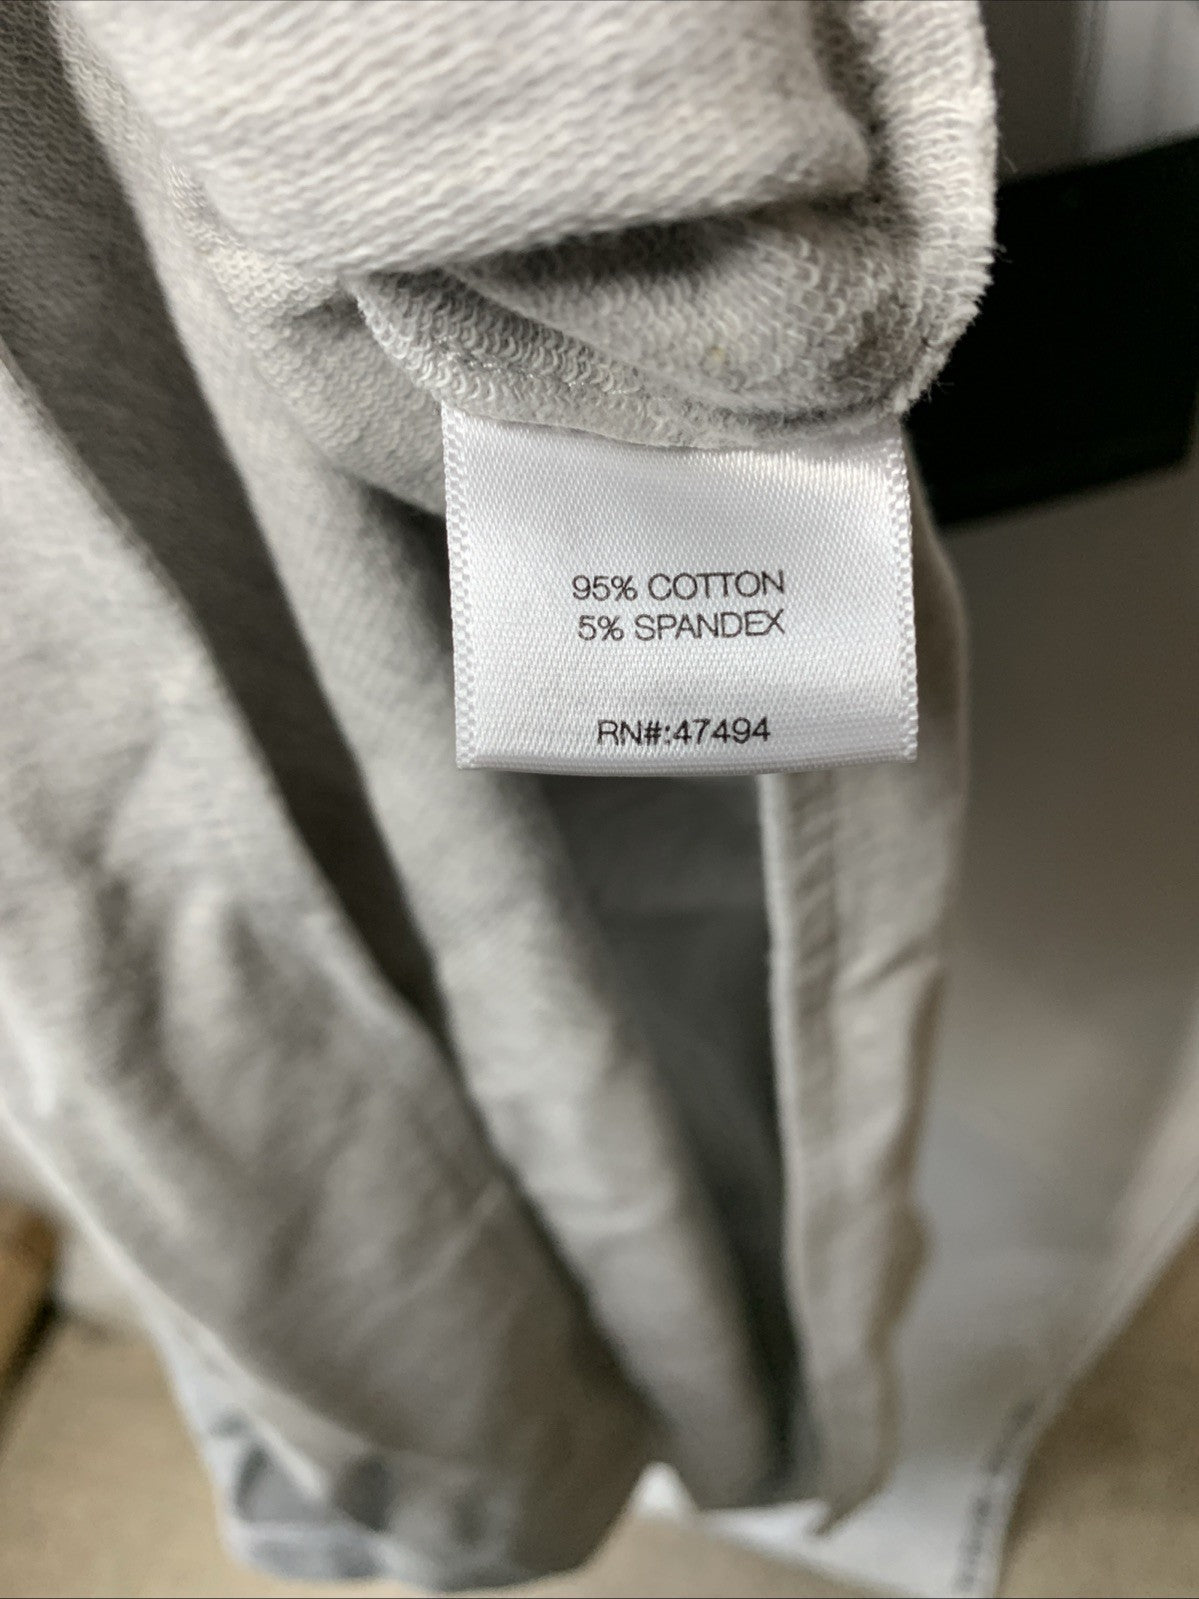 95% COTTON
5% SPANDEX
RN#:47494